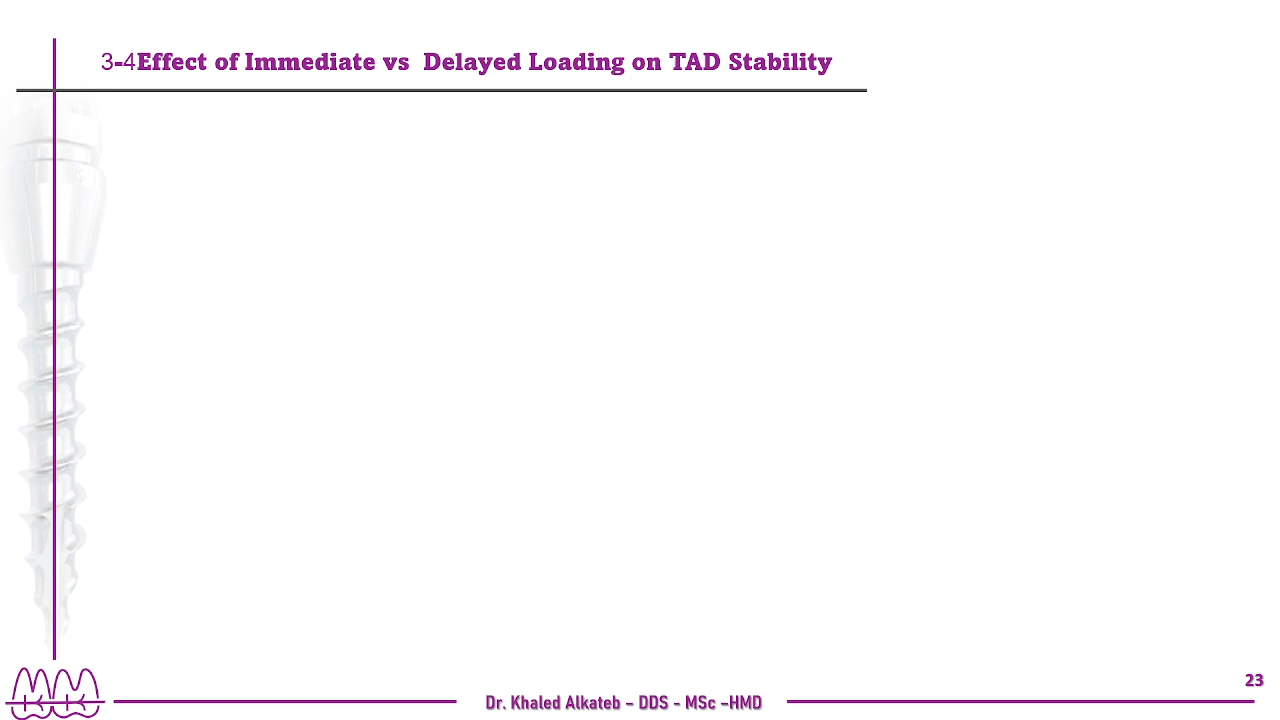 3-4Effect of Immediate vs Delayed Loading on TAD Stability
23
Dr. Khaled Alkateb – DDS - MSc –HMD